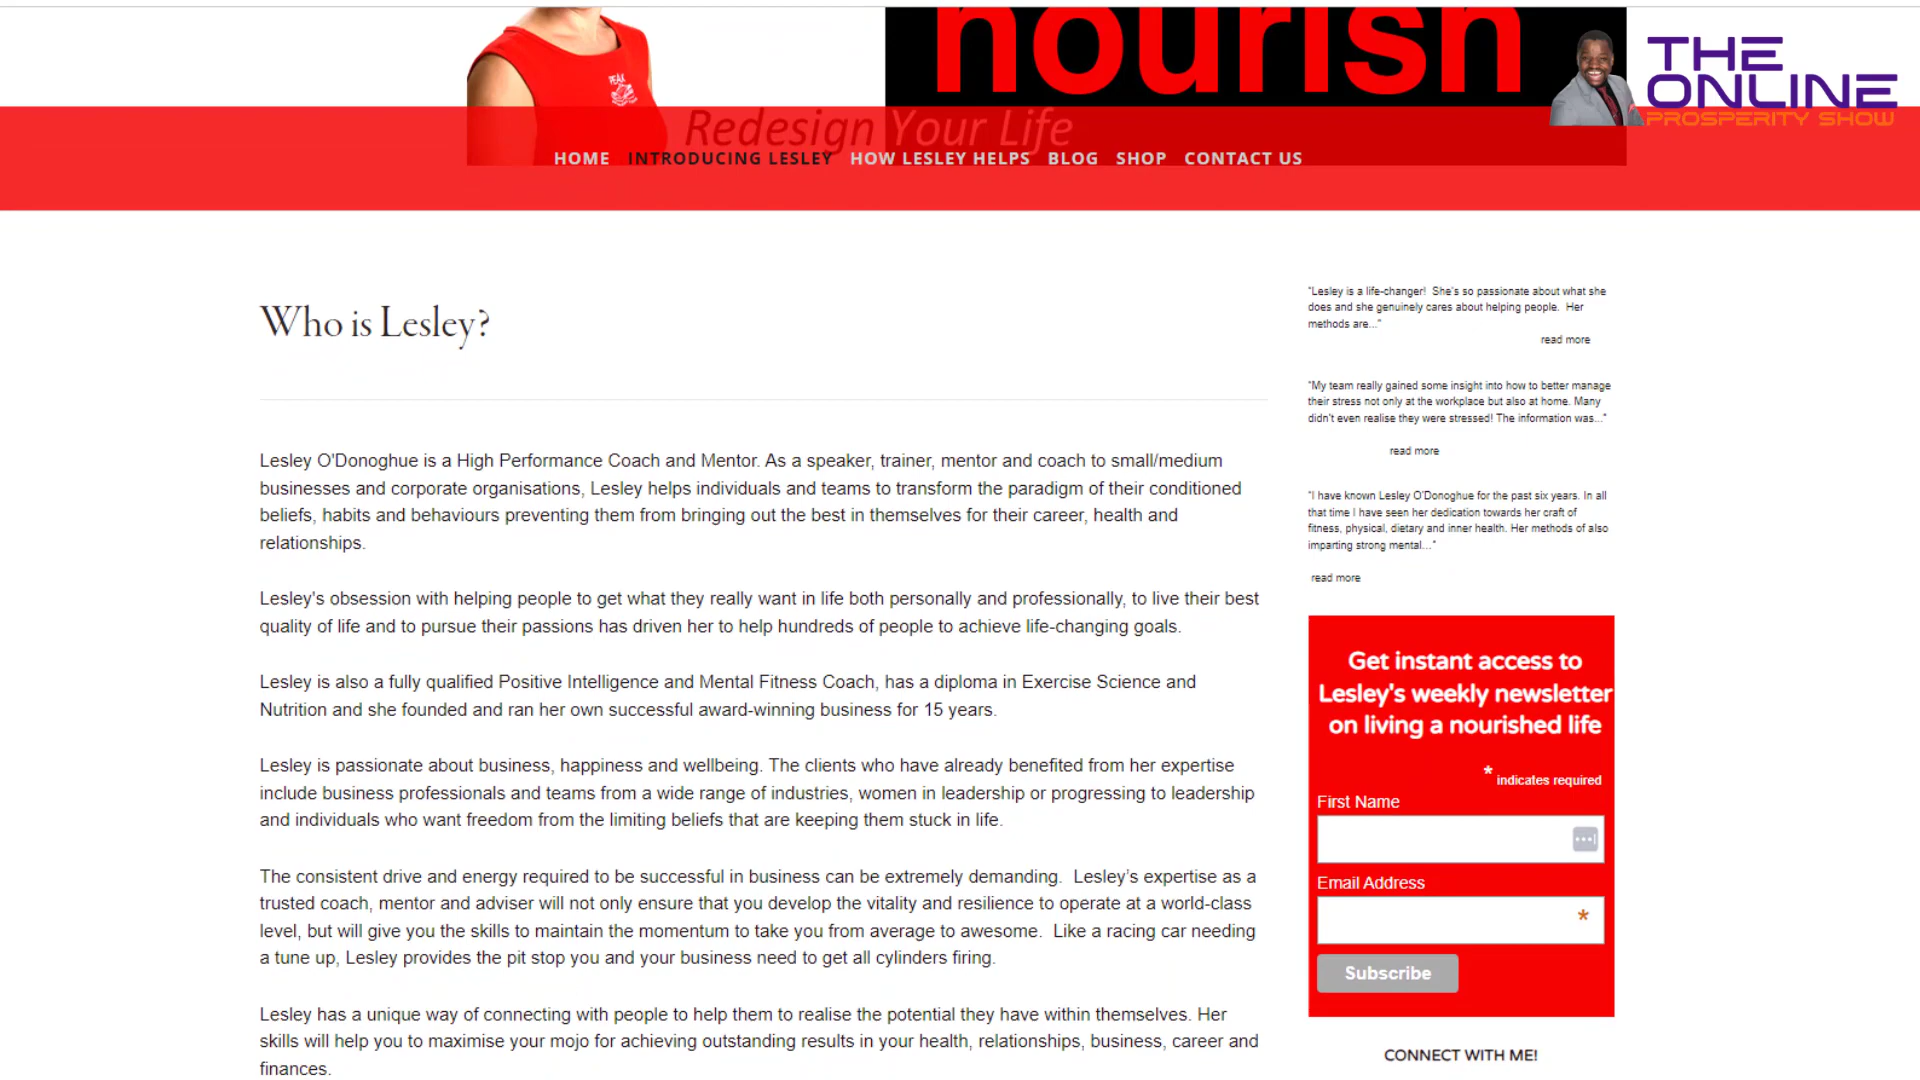 nourish
THE
ONLINE
PROSPERITY SHOW
PEAK
Redesign Your Life
HOME INTRODUCING LESLEY HOW LESLEY HELPS BLOG SHOP CONTACT US
Who is Lesley?
Lesley O'Donoghue is a High Performance Coach and Mentor. As a speaker, trainer, mentor and coach to small/medium
businesses and corporate organisations, Lesley helps individuals and teams to transform the paradigm of their conditioned
beliefs, habits and behaviours preventing them from bringing out the best in themselves for their career, health and
relationships.
Lesley's obsession with helping people to get what they really want in life both personally and professionally, to live their best
quality of life and to pursue their passions has driven her to help hundreds of people to achieve life-changing goals.
Lesley is also a fully qualified Positive Intelligence and Mental Fitness Coach, has a diploma in Exercise Science and
Nutrition and she founded and ran her own successful award-winning business for 15 years.
Lesley is passionate about business, happiness and wellbeing. The clients who have already benefited from her expertise
include business professionals and teams from a wide range of industries, women in leadership or progressing to leadership
and individuals who want freedom from the limiting beliefs that are keeping them stuck in life.
The consistent drive and energy required to be successful in business can be extremely demanding.  Lesley’s expertise as a
trusted coach, mentor and adviser will not only ensure that you develop the vitality and resilience to operate at a world-class
level, but will give you the skills to maintain the momentum to take you from average to awesome.  Like a racing car needing
a tune up, Lesley provides the pit stop you and your business need to get all cylinders firing.
Lesley has a unique way of connecting with people to help them to realise the potential they have within themselves. Her
skills will help you to maximise your mojo for achieving outstanding results in your health, relationships, business, career and
finances.
"Lesley is a life-changer!  She's so passionate about what she
does and she genuinely cares about helping people.  Her
methods are..."
read more
"My team really gained some insight into how to better manage
their stress not only at the workplace but also at home. Many
didn't even realise they were stressed! The information was..."
read more
"I have known Lesley O'Donoghue for the past six years. In all
that time I have seen her dedication towards her craft of
fitness, physical, dietary and inner health. Her methods of also
imparting strong mental..."
read more
Get instant access to
Lesley's weekly newsletter
on living a nourished life
* indicates required
First Name
Email Address
*
Subscribe
CONNECT WITH ME!